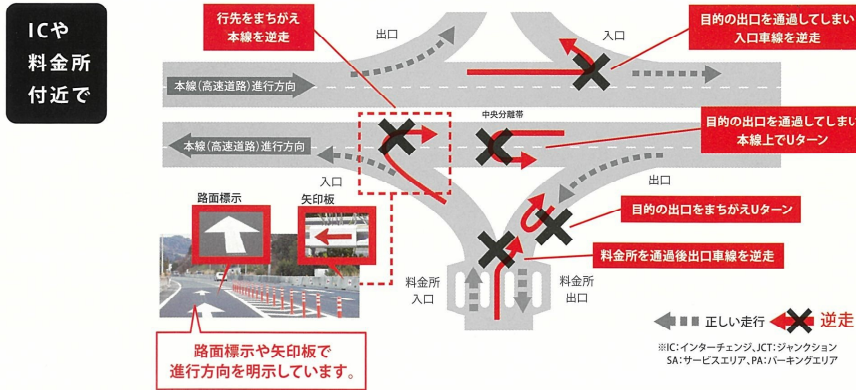 ICや
料金所
付近で
行先をまちがえ
本線を逆走
出口
入口
目的の出口を通過してしまい
入口車線を逆走
本線(高速道路)進行方向
中央分離帯
本線(高速道路)進行方向
目的の出口を通過してしまい
本線上でUターン
入口
出口
路面標示
矢印板
目的の出口をまちがえUターン
料金所を通過後出口車線を逆走
料金所
入口
料金所
出口
路面標示や矢印板で
進行方向を明示しています。
正しい走行
逆走
※IC:インターチェンジ、JCT:ジャンクション
SA:サービスエリア、PA:パーキングエリア